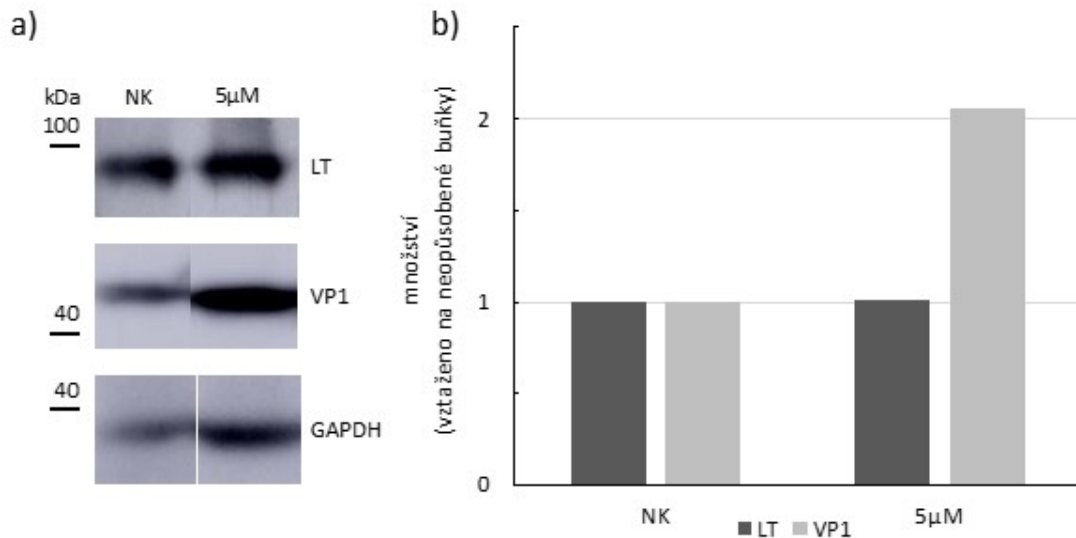 a)
kDa NK 5µM
100
LT
VP1
40
40
GAPDH
b)
množství
(vztaženo na neopůsobené buňky)
2
1
0
NK 5µM
LT VP1